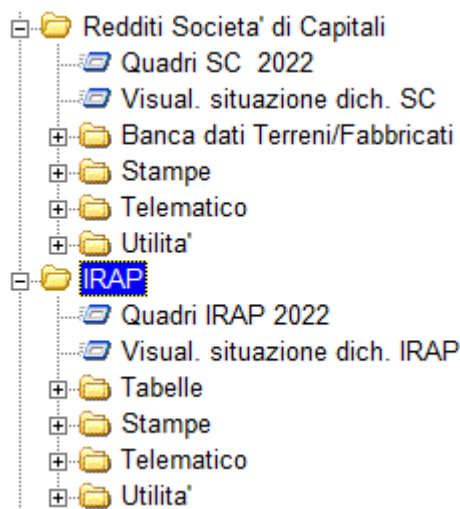 Redditi Societa' di Capitali
Quadri SC  2022
Visual. situazione dich. SC
Banca dati Terreni/Fabbricati
Stampe
Telematico
Utilita'
IRAP
Quadri IRAP 2022
Visual. situazione dich. IRAP
Tabelle
Stampe
Telematico
Utilita'